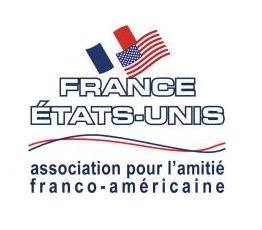 FRANCE
ÉTATS-UNIS
association pour l'amitié
franco-américaine